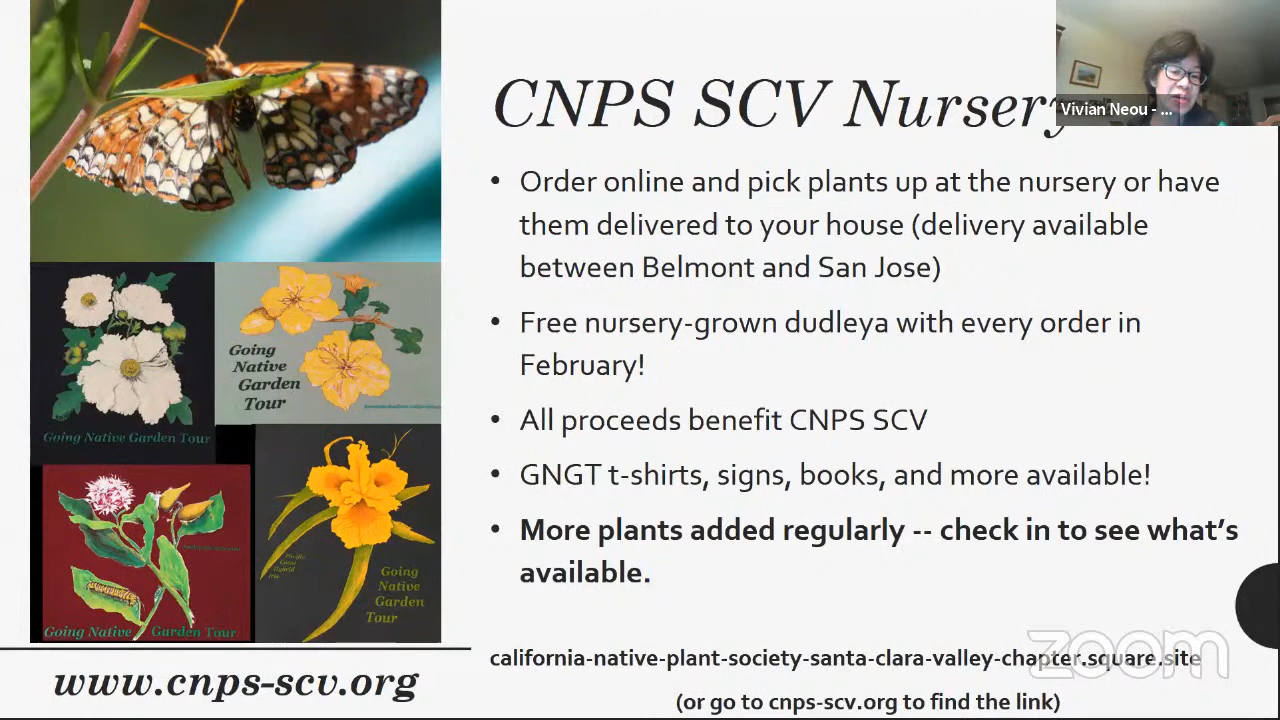 Vivian Neou - ...
CNPS SCV Nursery
• Order online and pick plants up at the nursery or have
them delivered to your house (delivery available
between Belmont and San Jose)
• Free nursery-grown dudleya with every order in
February!
• All proceeds benefit CNPS SCV
• GNGT t-shirts, signs, books, and more available!
• More plants added regularly -- check in to see what's
available.
Going
Native
Garden
Tour
Going Native Garden Tour
Pacific
Coast
Hybrid
Iris
Going
Native
Garden
Tour
Going Native Garden Tour
california-native-plant-society-santa-clara-valley-chapter.square.site
zoom
www.cnps-scv.org
(or go to cnps-scv.org to find the link)